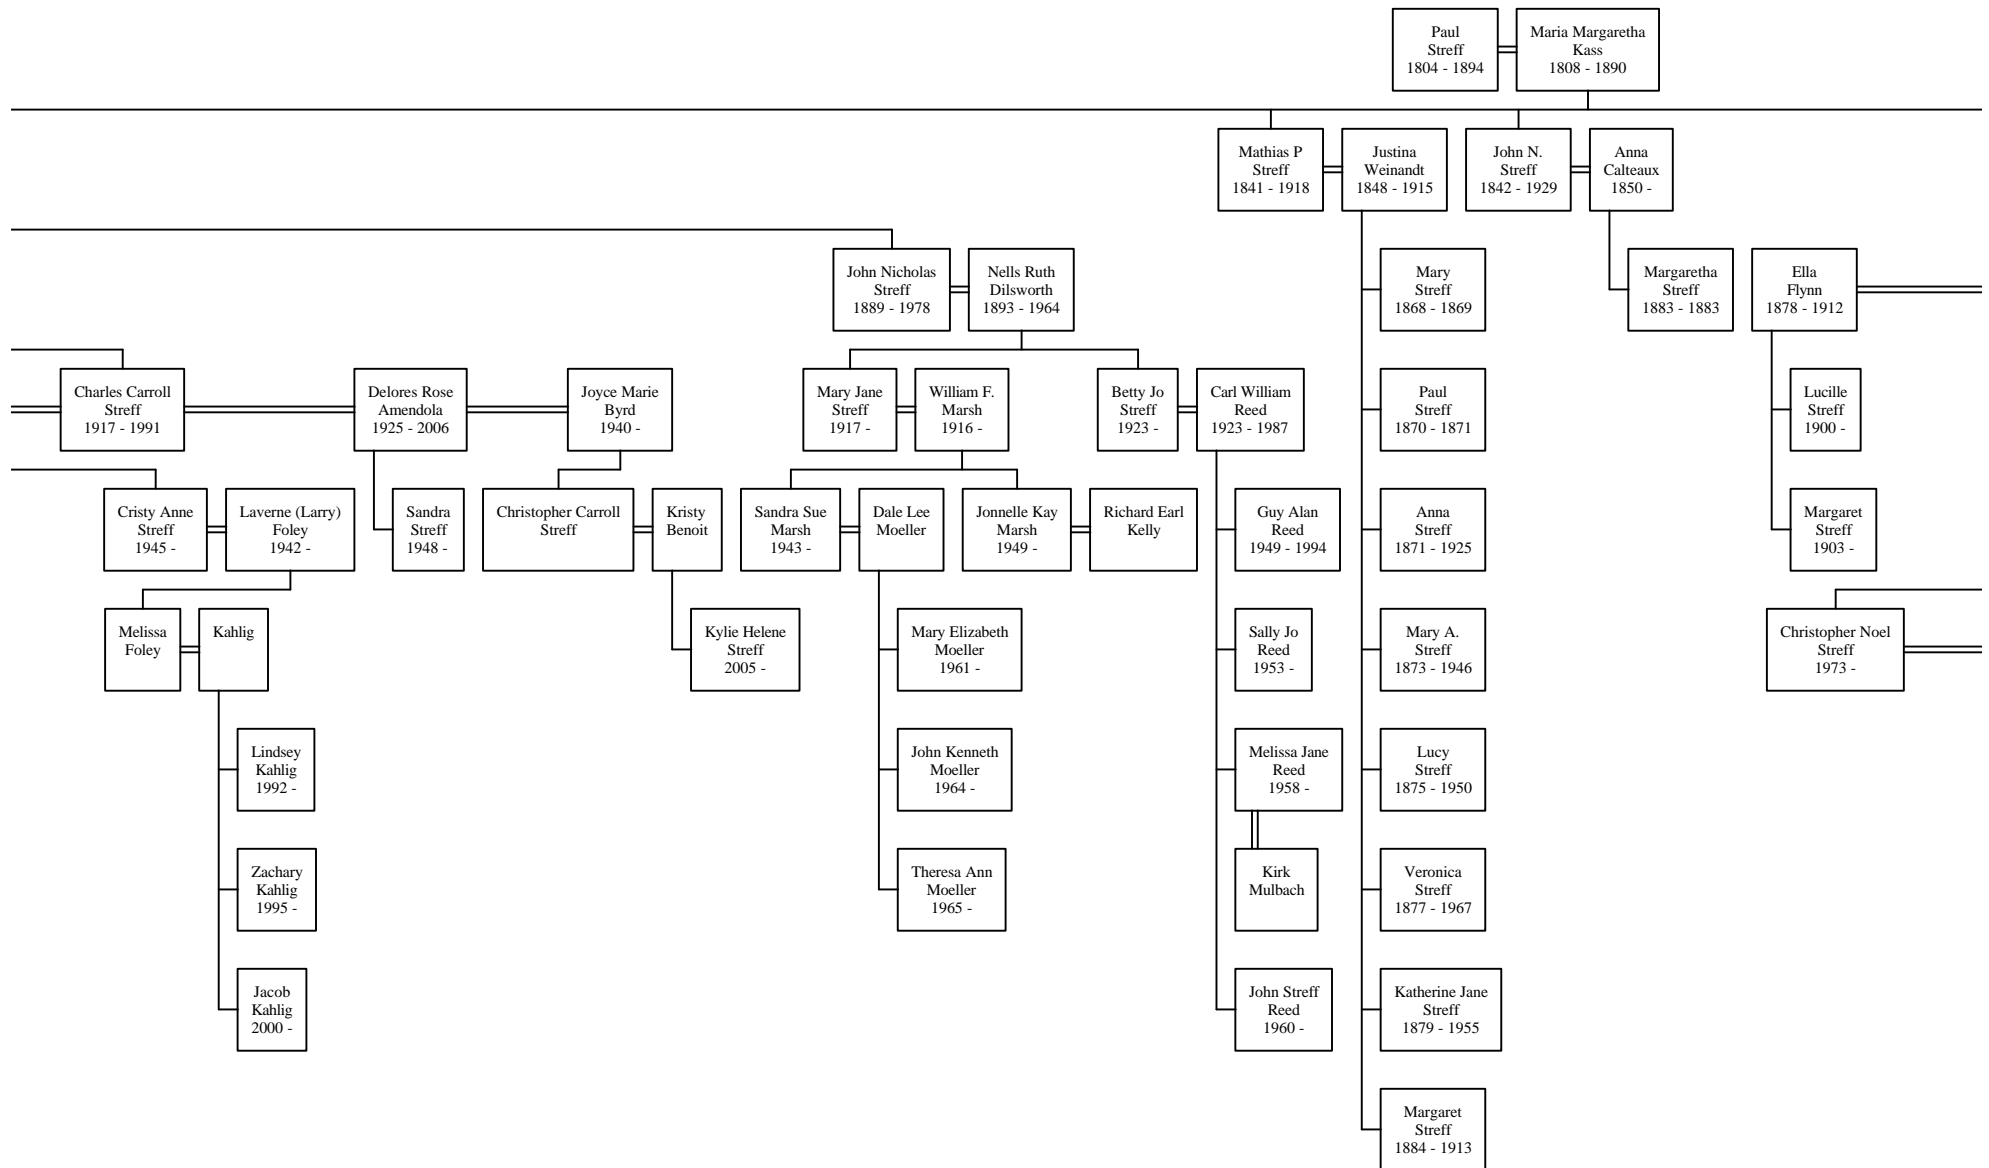 Paul
Streff
1804 - 1894
Maria Margaretha
Kass
1808 - 1890
Mathias P
Streff
1841 - 1918
Justina
Weinandt
1848 - 1915
John N.
Streff
1842 - 1929
Anna
Calteaux
1850 -
John Nicholas
Streff
1889 - 1978
Nells Ruth
Dilsworth
1893 - 1964
Mary
Streff
1868 - 1869
Margaretha
Streff
1883 - 1883
Ella
Flynn
1878 - 1912
Charles Carroll
Streff
1917 - 1991
Delores Rose
Amendola
1925 - 2006
Joyce Marie
Byrd
1940 -
Mary Jane
Streff
1917 -
William F.
Marsh
1916 -
Betty Jo
Streff
1923 -
Carl William
Reed
1923 - 1987
Paul
Streff
1870 - 1871
Lucille
Streff
1900 -
Cristy Anne
Streff
1945 -
Laverne (Larry)
Foley
1942 -
Sandra
Streff
1948 -
Christopher Carroll
Streff
Kristy
Benoit
Sandra Sue
Marsh
1943 -
Dale Lee
Moeller
Jonnelle Kay
Marsh
1949 -
Richard Earl
Kelly
Guy Alan
Reed
1949 - 1994
Anna
Streff
1871 - 1925
Margaret
Streff
1903 -
Melissa
Foley
Kahlig
Kylie Helene
Streff
2005 -
Mary Elizabeth
Moeller
1961 -
Sally Jo
Reed
1953 -
Mary A.
Streff
1873 - 1946
Christopher Noel
Streff
1973 -
Lindsey
Kahlig
1992 -
John Kenneth
Moeller
1964 -
Melissa Jane
Reed
1958 -
Lucy
Streff
1875 - 1950
Zachary
Kahlig
1995 -
Theresa Ann
Moeller
1965 -
Kirk
Mulbach
Veronica
Streff
1877 - 1967
Jacob
Kahlig
2000 -
John Streff
Reed
1960 -
Katherine Jane
Streff
1879 - 1955
Margaret
Streff
1884 - 1913